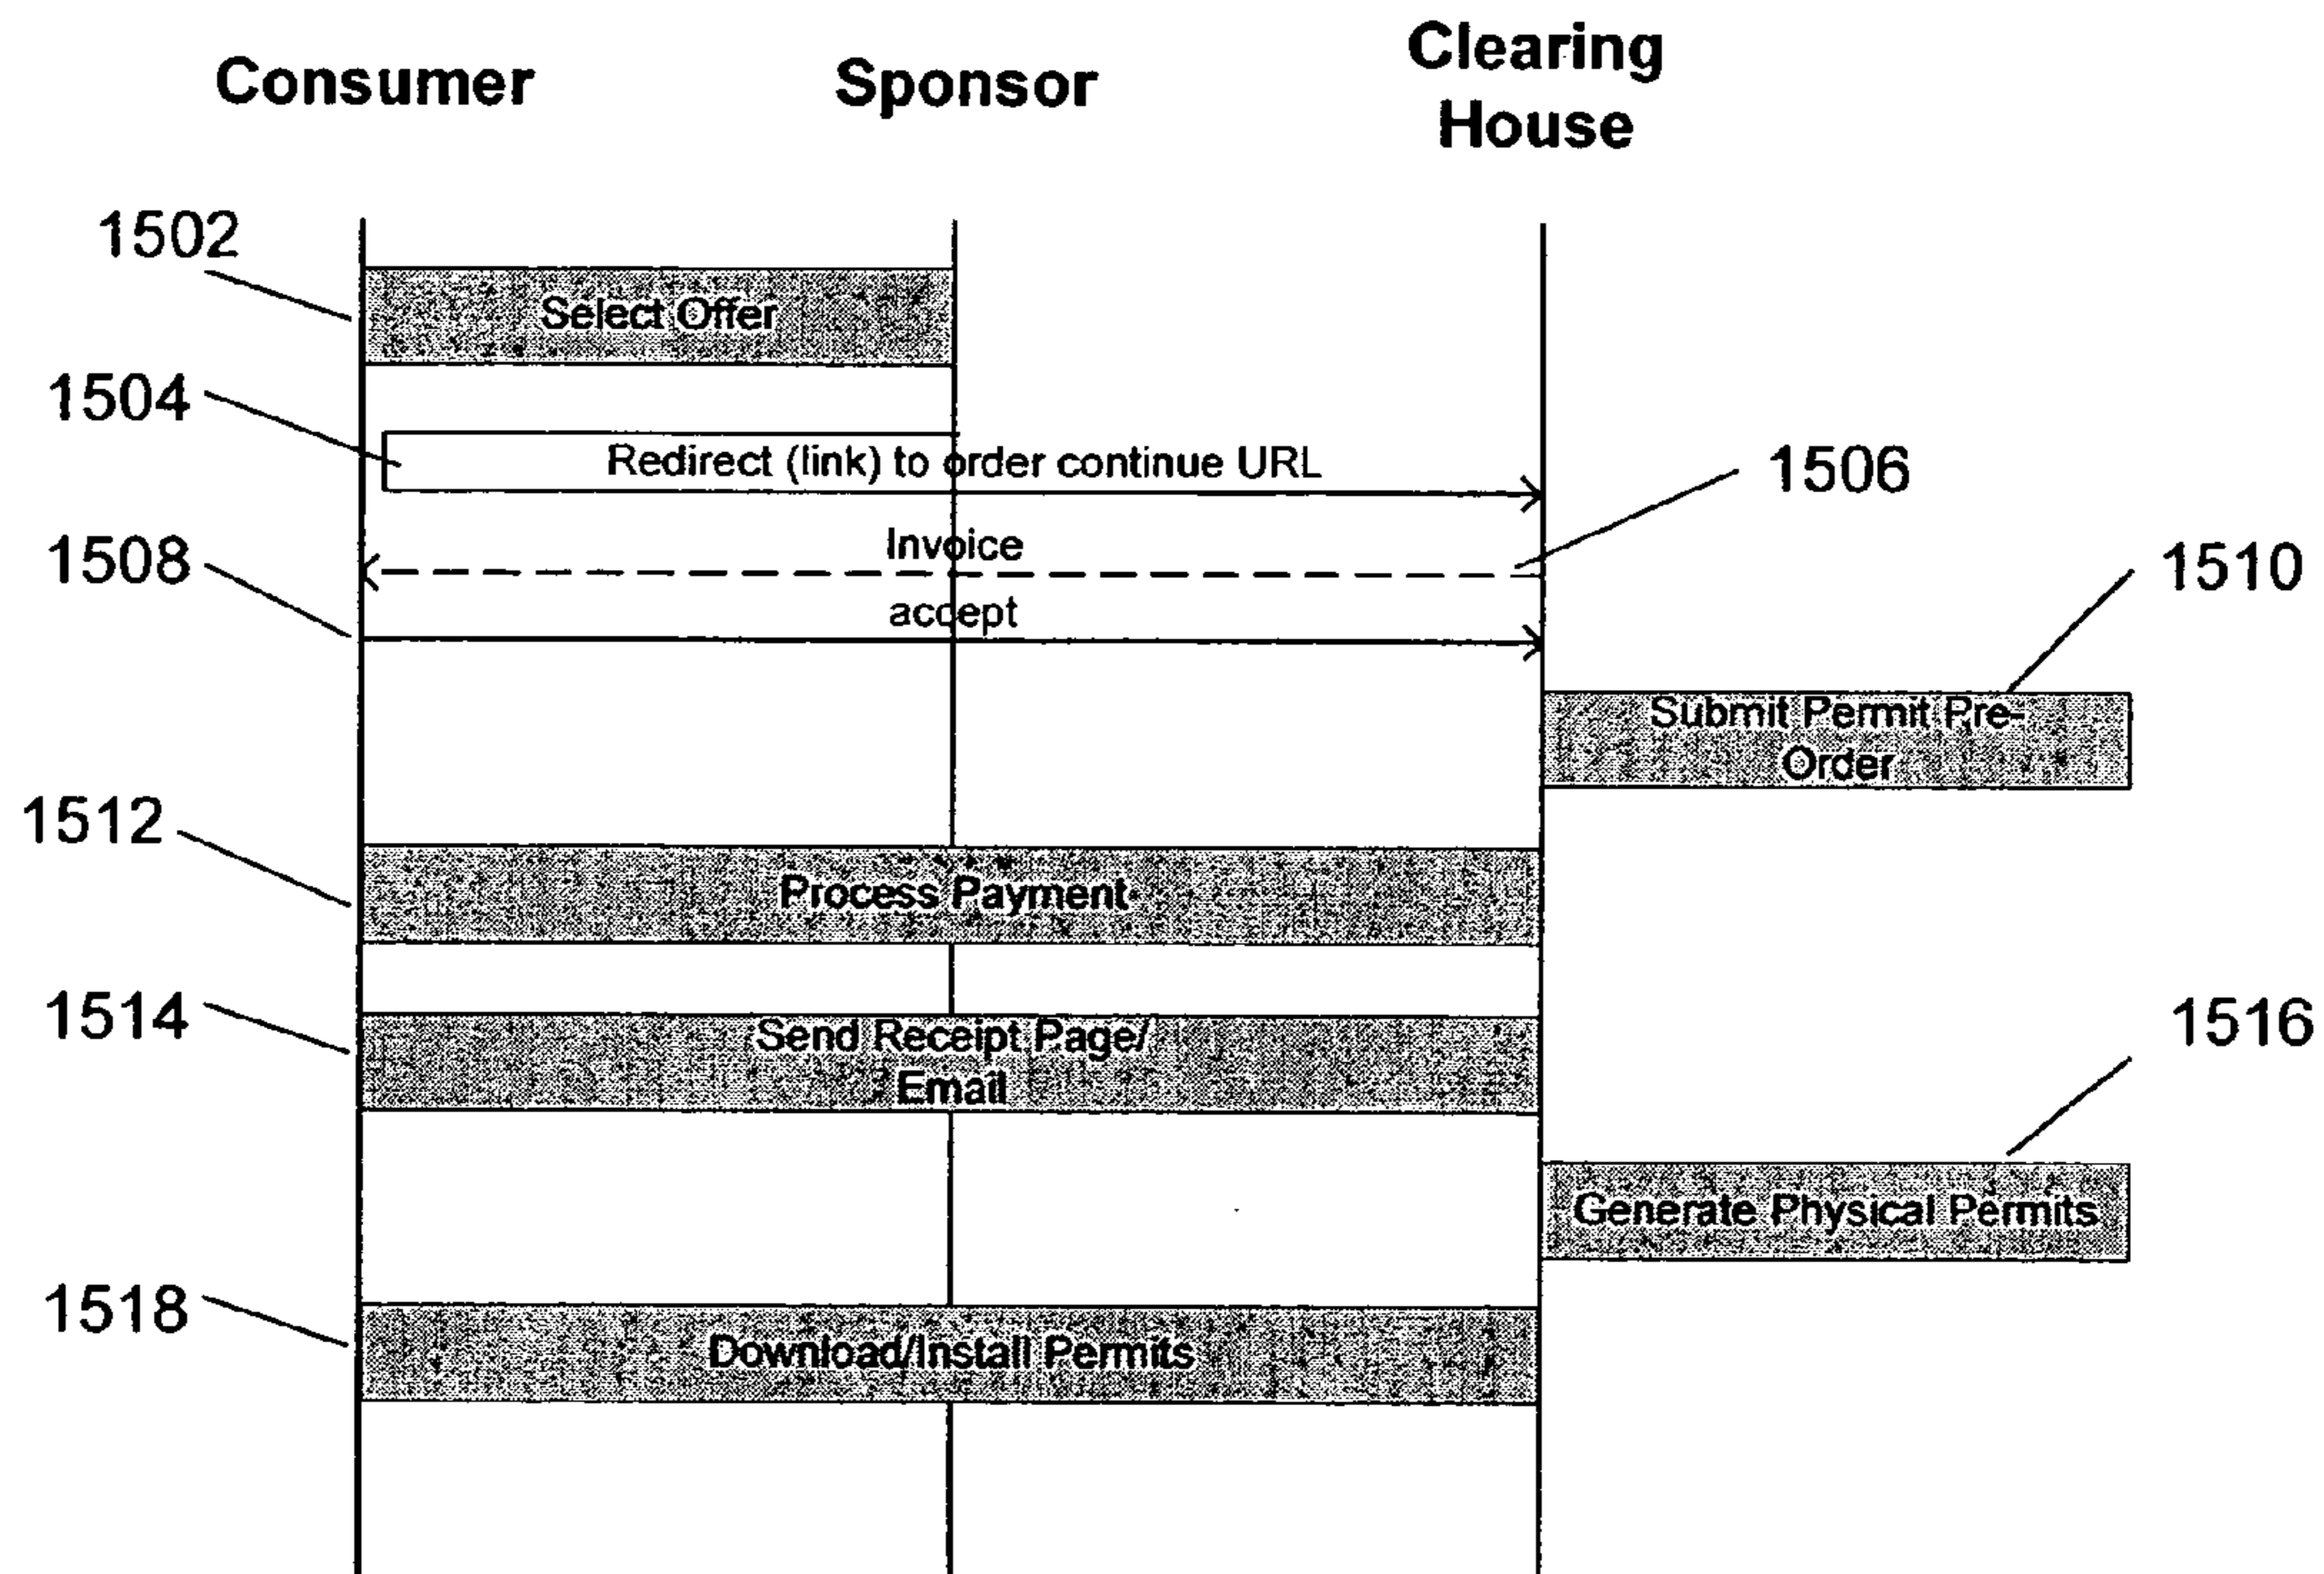 Consumer
Sponsor
Clearing
House
1502
Select Offer
1504
Redirect (link) to order continue URL
1506
Invoice
1508
accept
1510
Submit Permit Pre-
Order
1512
Process Payment
1514
Send Receipt Page/
Email
1516
Generate Physical Permits
1518
Download/Install Permits